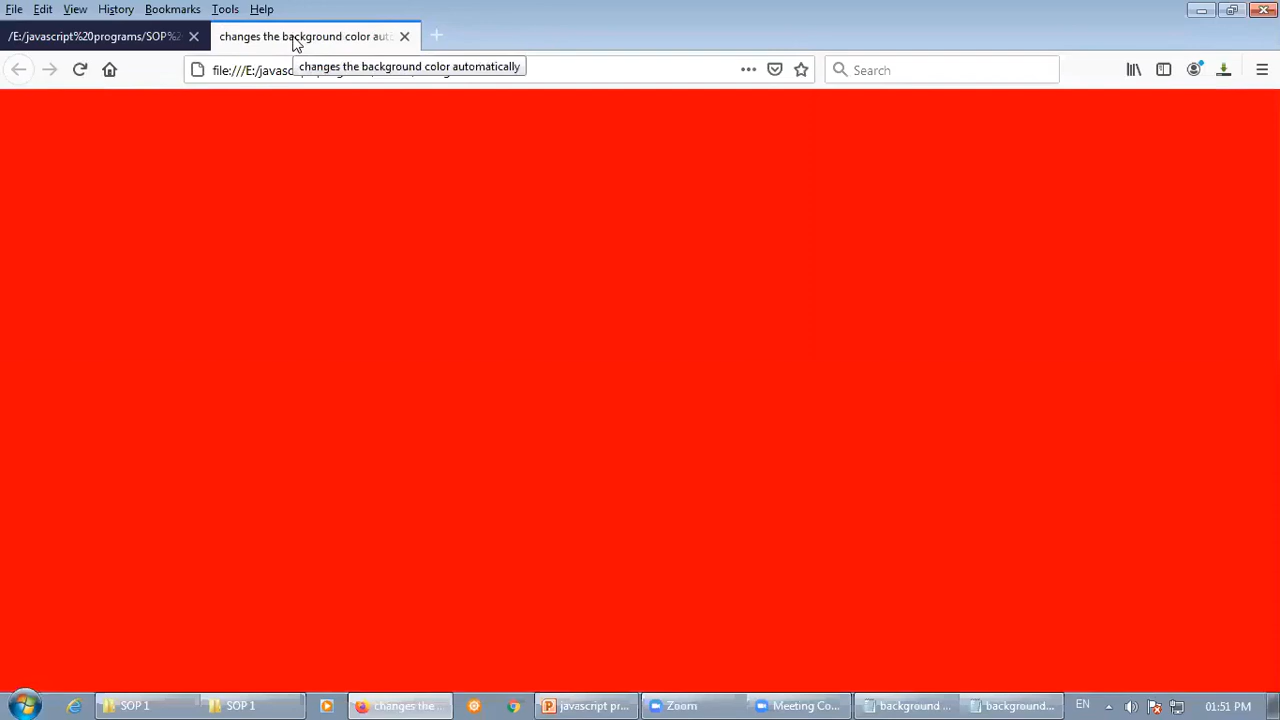 File Edit View History Bookmarks Tools Help
/E:/javascript%20programs/SOP%2
changes the background color aut
file:///E:/javasc
changes the background color automatically
Search
SOP 1
SOP 1
changes the ...
javascript pr...
Zoom
Meeting Co...
background ...
background...
EN
01:51 PM